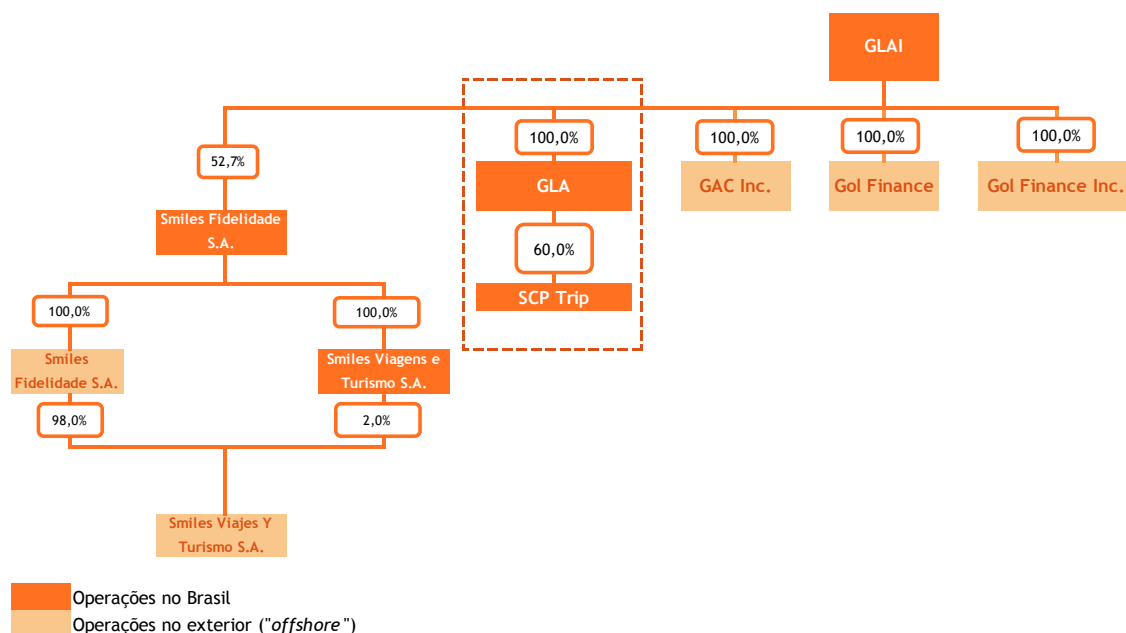 GLAI
52,7%
100,0%
100,0%
100,0%
100,0%
GLA
GAC Inc.
Gol Finance
Gol Finance Inc.
Smiles Fidelidade
S.A.
60,0%
SCP Trip
100,0%
100,0%
Smiles
Fidelidade S.A.
Smiles Viagens e
Turismo S.A.
98,0%
2,0%
Smiles Viajes Y
Turismo S.A.
Operações no Brasil
Operações no exterior ("offshore")